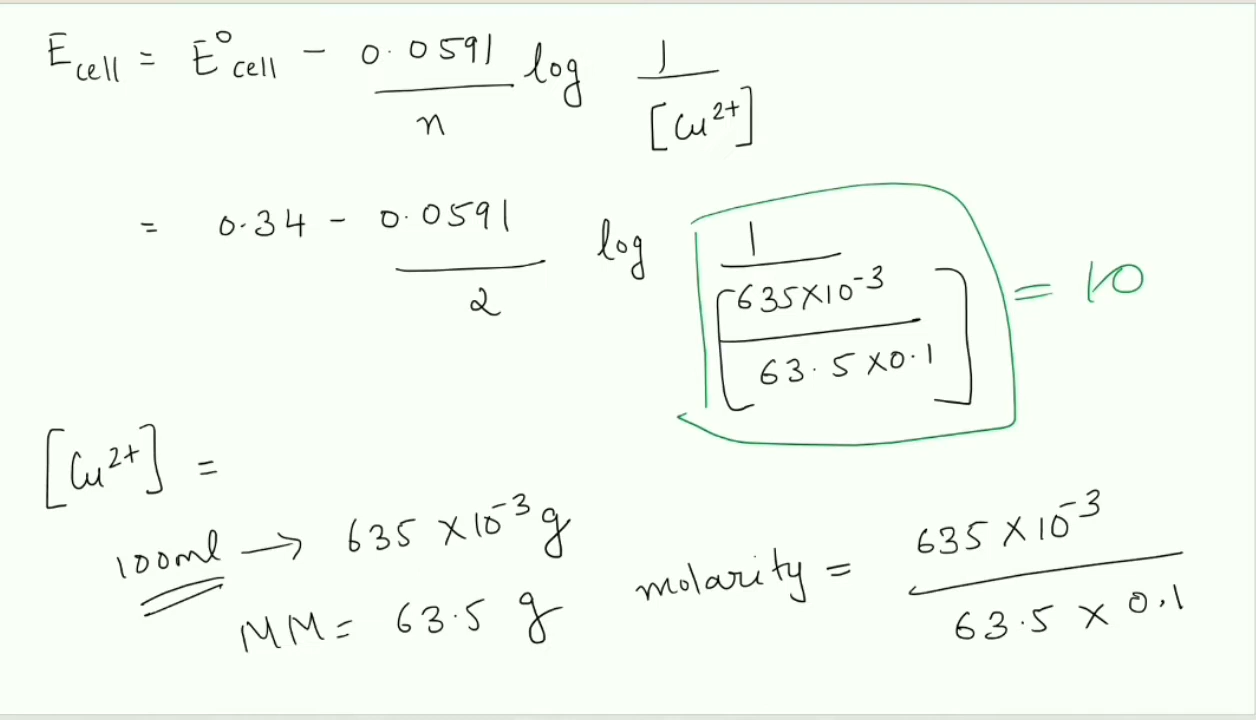 E cell = E⁰cell - 0.0591/n log 1/[Cu²⁺]
= 0.34 - 0.0591/2 log 1/[635×10⁻³/63.5×0.1] = 10
[Cu²⁺] =
100ml → 635×10⁻³ g
MM = 63.5 g
molarity = 635×10⁻³/63.5×0.1